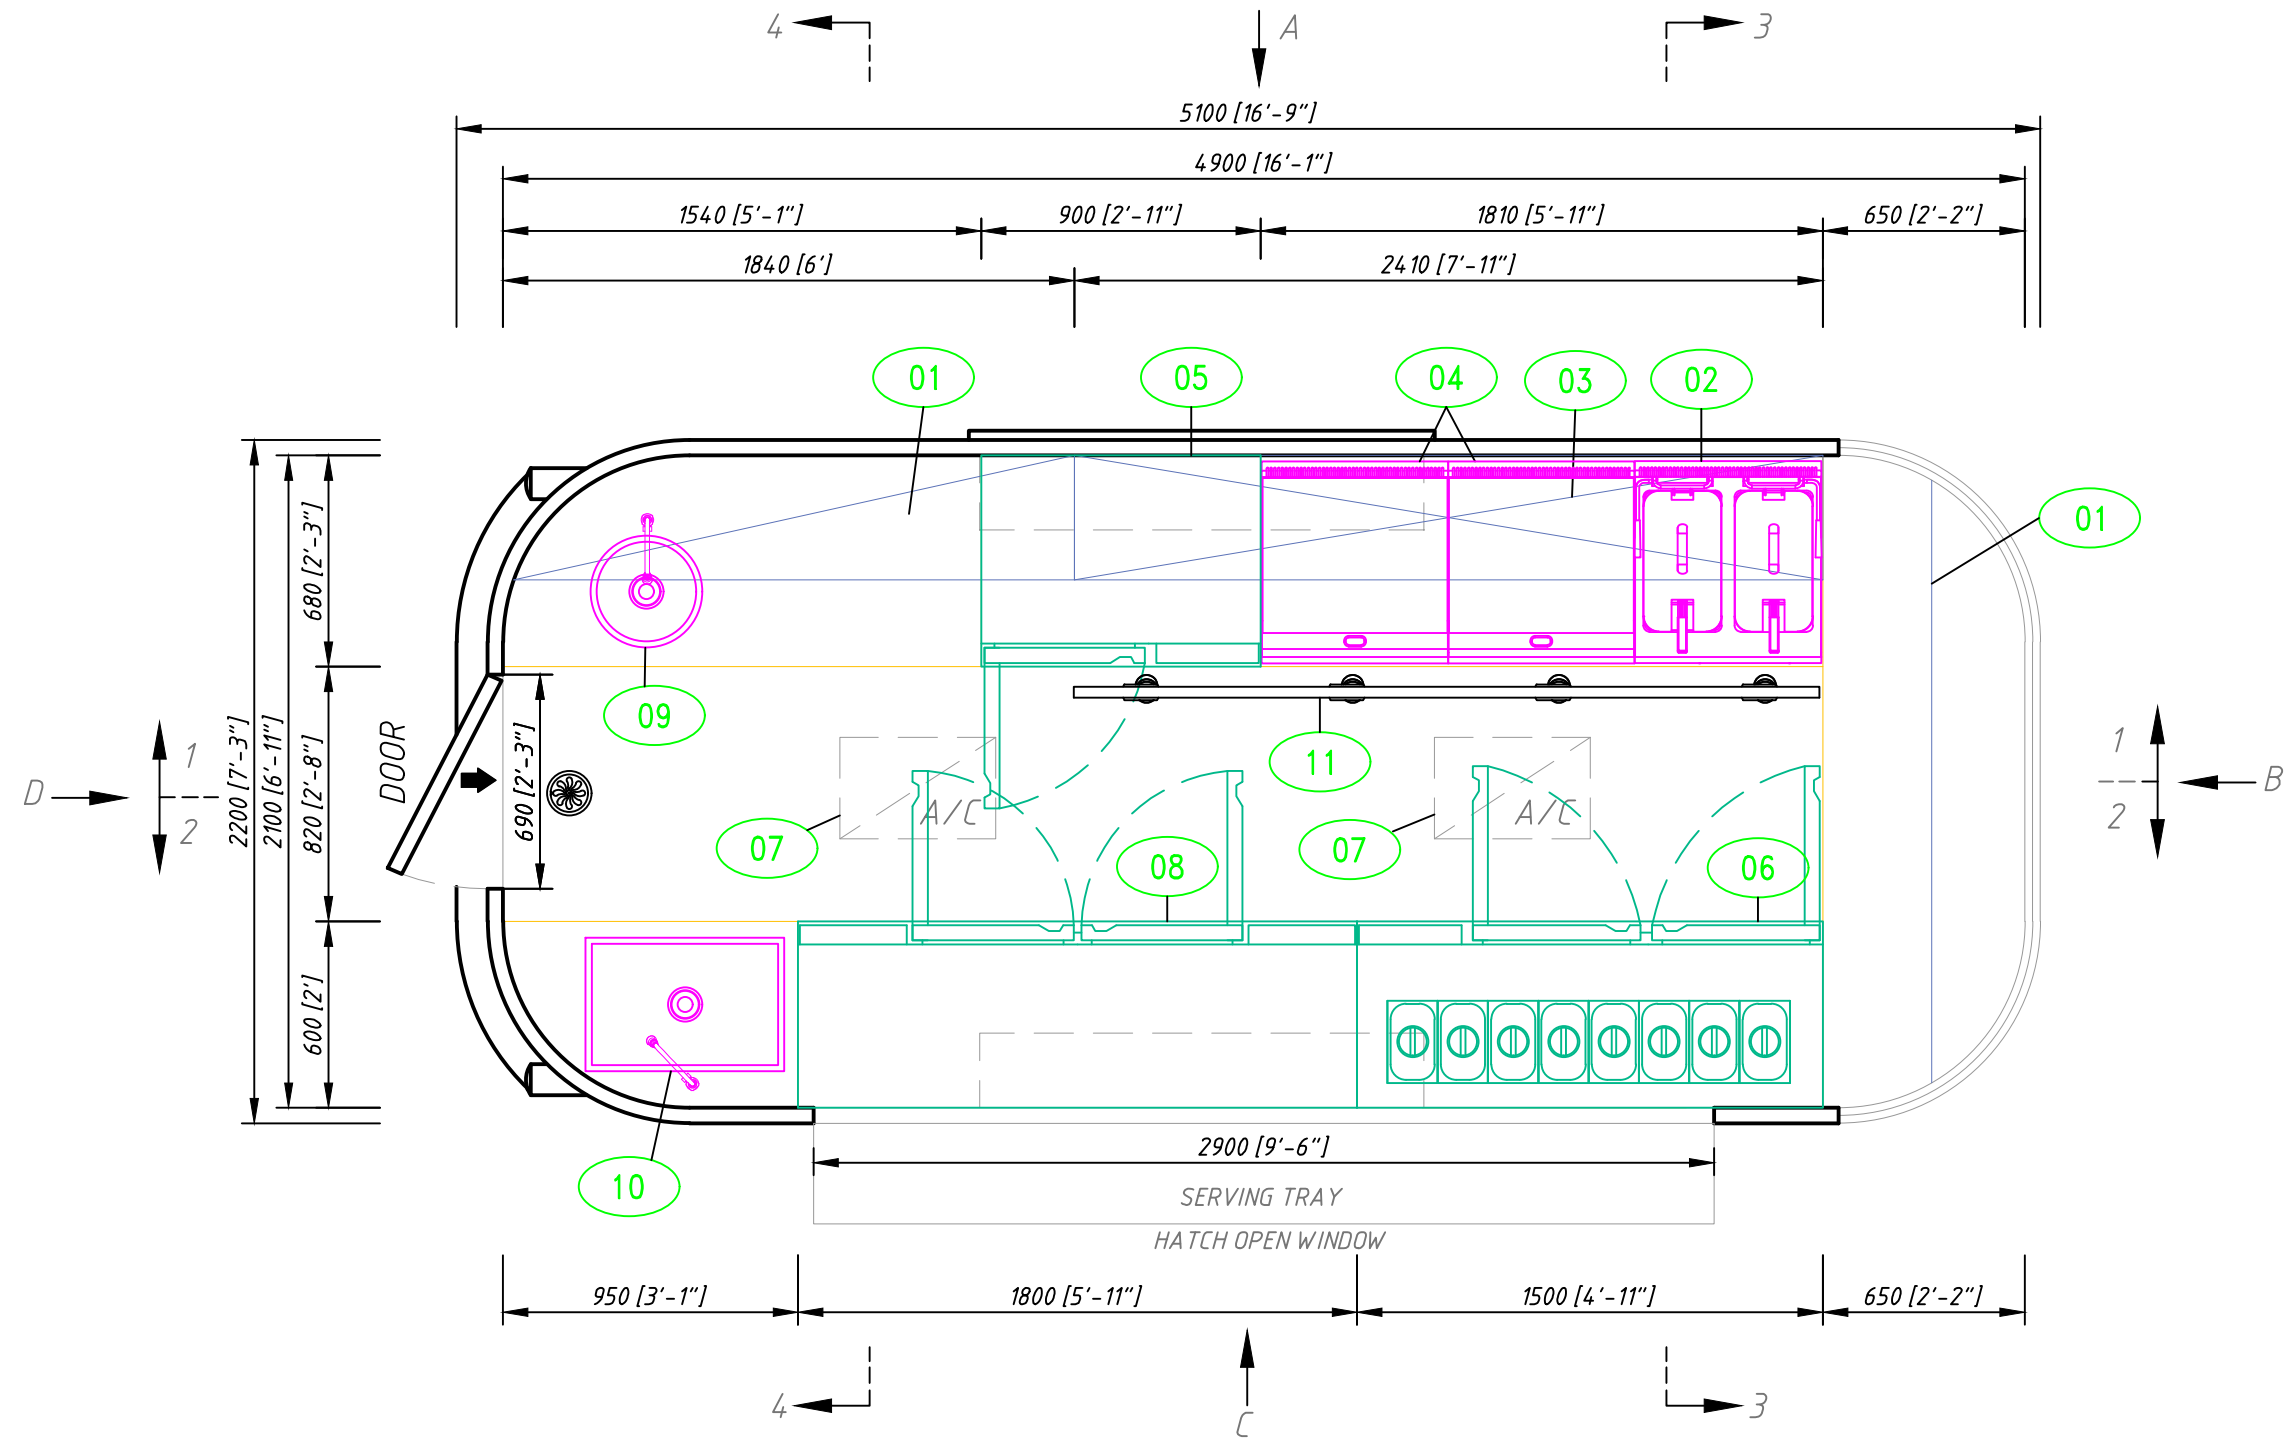 4 A 3
5100 [16'-9"]
4900 [16'-1"]
1540 [5'-1"] 900 [2'-11"] 1810 [5'-11"] 650 [2'-2"]
1840 [6'] 2410 [7'-11"]
01 05 04 03 02
01
680 [2'-3"]
09
DOOR
2200 [7'-3"]
2100 [6'-11"]
820 [2'-8"]
690 [2'-3"]
11
D 1 2
1 2 B
A/C A/C
07 08 07 06
600 [2']
10
2900 [9'-6"]
SERVING TRAY
HATCH OPEN WINDOW
950 [3'-1"] 1800 [5'-11"] 1500 [4'-11"] 650 [2'-2"]
4 C 3